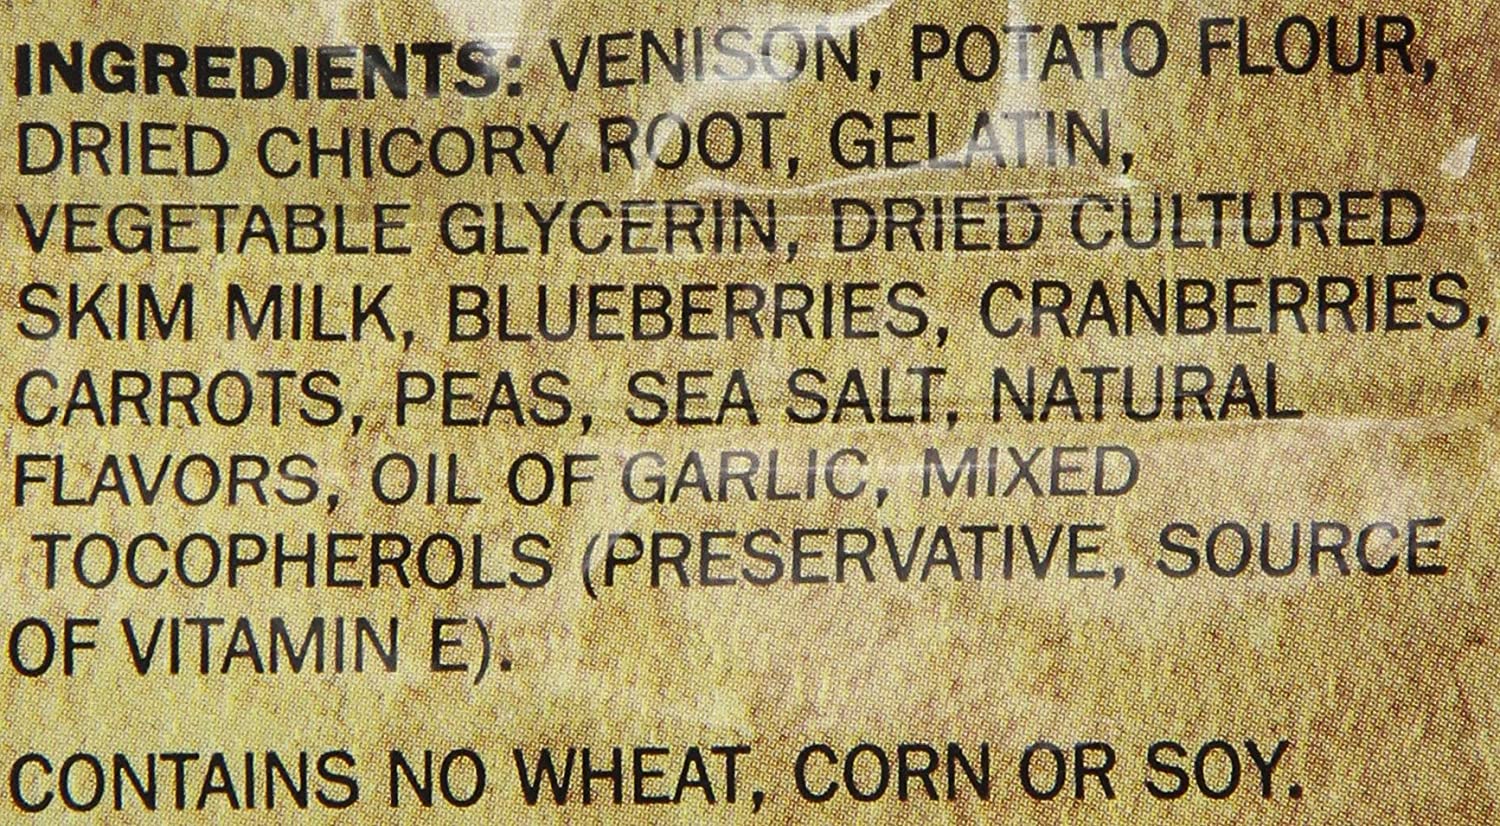 INGREDIENTS: VENISON, POTATO FLOUR,
DRIED CHICORY ROOT, GELATIN,
VEGETABLE GLYCERIN, DRIED CULTURED
SKIM MILK, BLUEBERRIES, CRANBERRIES,
CARROTS, PEAS, SEA SALT, NATURAL
FLAVORS, OIL OF GARLIC, MIXED
TOCOPHEROLS (PRESERVATIVE, SOURCE
OF VITAMIN E).
CONTAINS NO WHEAT, CORN OR SOY.